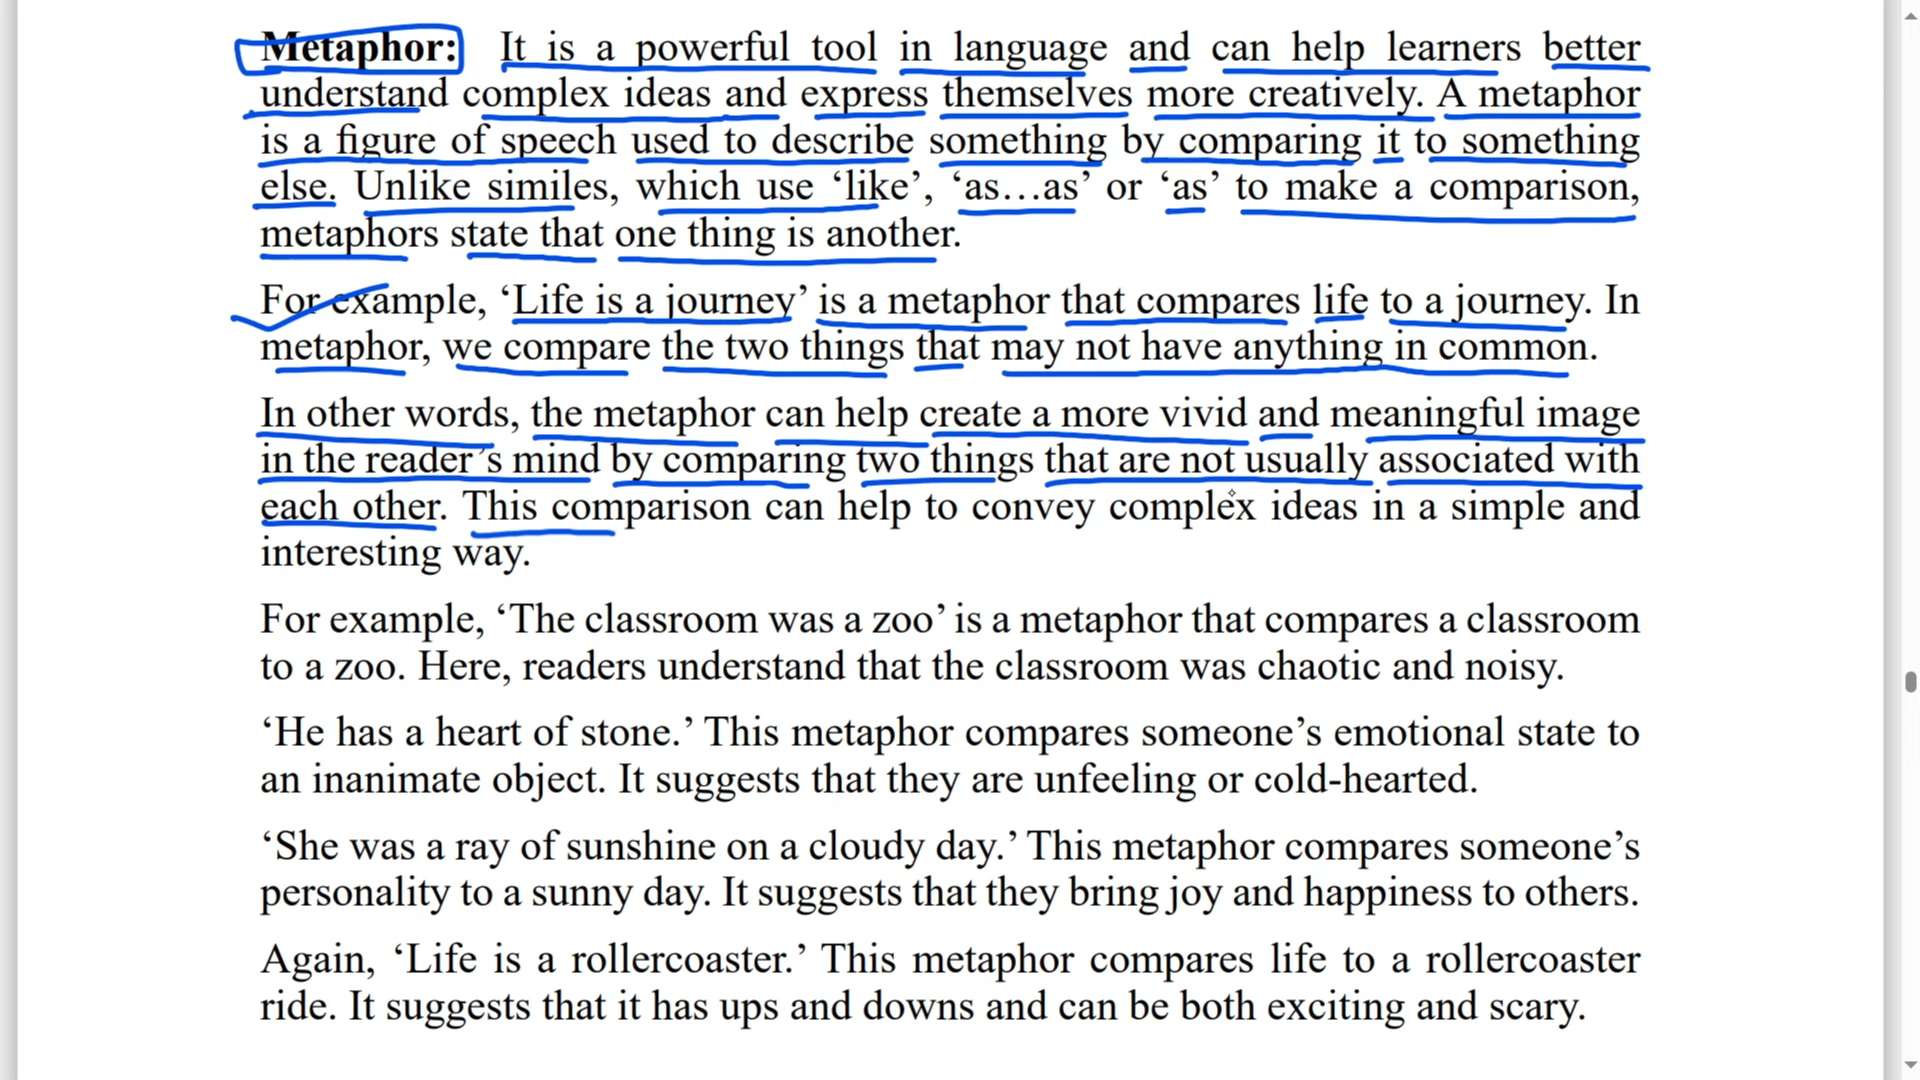 Metaphor: It is a powerful tool in language and can help learners better
understand complex ideas and express themselves more creatively. A metaphor
is a figure of speech used to describe something by comparing it to something
else. Unlike similes, which use ‘like’, ‘as…as’ or ‘as’ to make a comparison,
metaphors state that one thing is another.
For example, ‘Life is a journey’ is a metaphor that compares life to a journey. In
metaphor, we compare the two things that may not have anything in common.
In other words, the metaphor can help create a more vivid and meaningful image
in the reader’s mind by comparing two things that are not usually associated with
each other. This comparison can help to convey complex ideas in a simple and
interesting way.
For example, ‘The classroom was a zoo’ is a metaphor that compares a classroom
to a zoo. Here, readers understand that the classroom was chaotic and noisy.
‘He has a heart of stone.’ This metaphor compares someone’s emotional state to
an inanimate object. It suggests that they are unfeeling or cold-hearted.
‘She was a ray of sunshine on a cloudy day.’ This metaphor compares someone’s
personality to a sunny day. It suggests that they bring joy and happiness to others.
Again, ‘Life is a rollercoaster.’ This metaphor compares life to a rollercoaster
ride. It suggests that it has ups and downs and can be both exciting and scary.